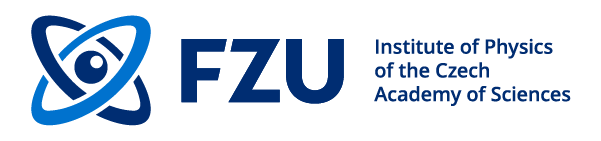 FZU
Institute of Physics
of the Czech
Academy of Sciences